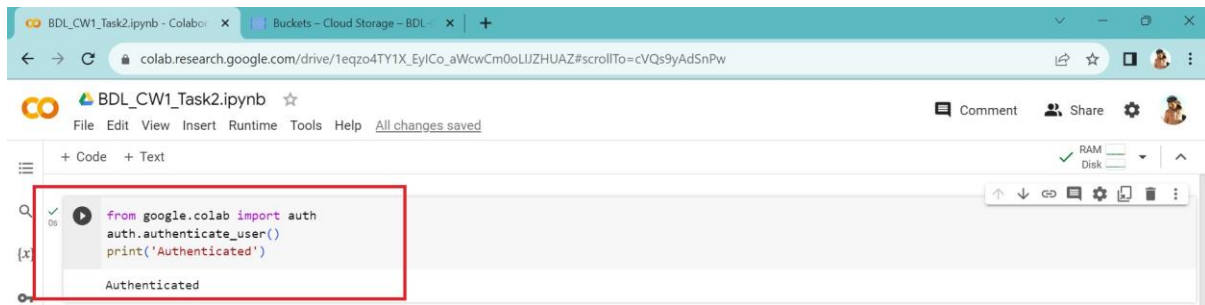 BDL_CW1_Task2.ipynb - Colabor
Buckets – Cloud Storage – BDL-
colab.research.google.com/drive/1eqzo4TY1X_EyICo_aWcwCm0oLIJZHUAZ#scrollTo=cVQs9yAdSnPw
BDL_CW1_Task2.ipynb
File Edit View Insert Runtime Tools Help All changes saved
Comment
Share
+ Code + Text
RAM
Disk
0s
from google.colab import auth
auth.authenticate_user()
print('Authenticated')
{x}
Authenticated